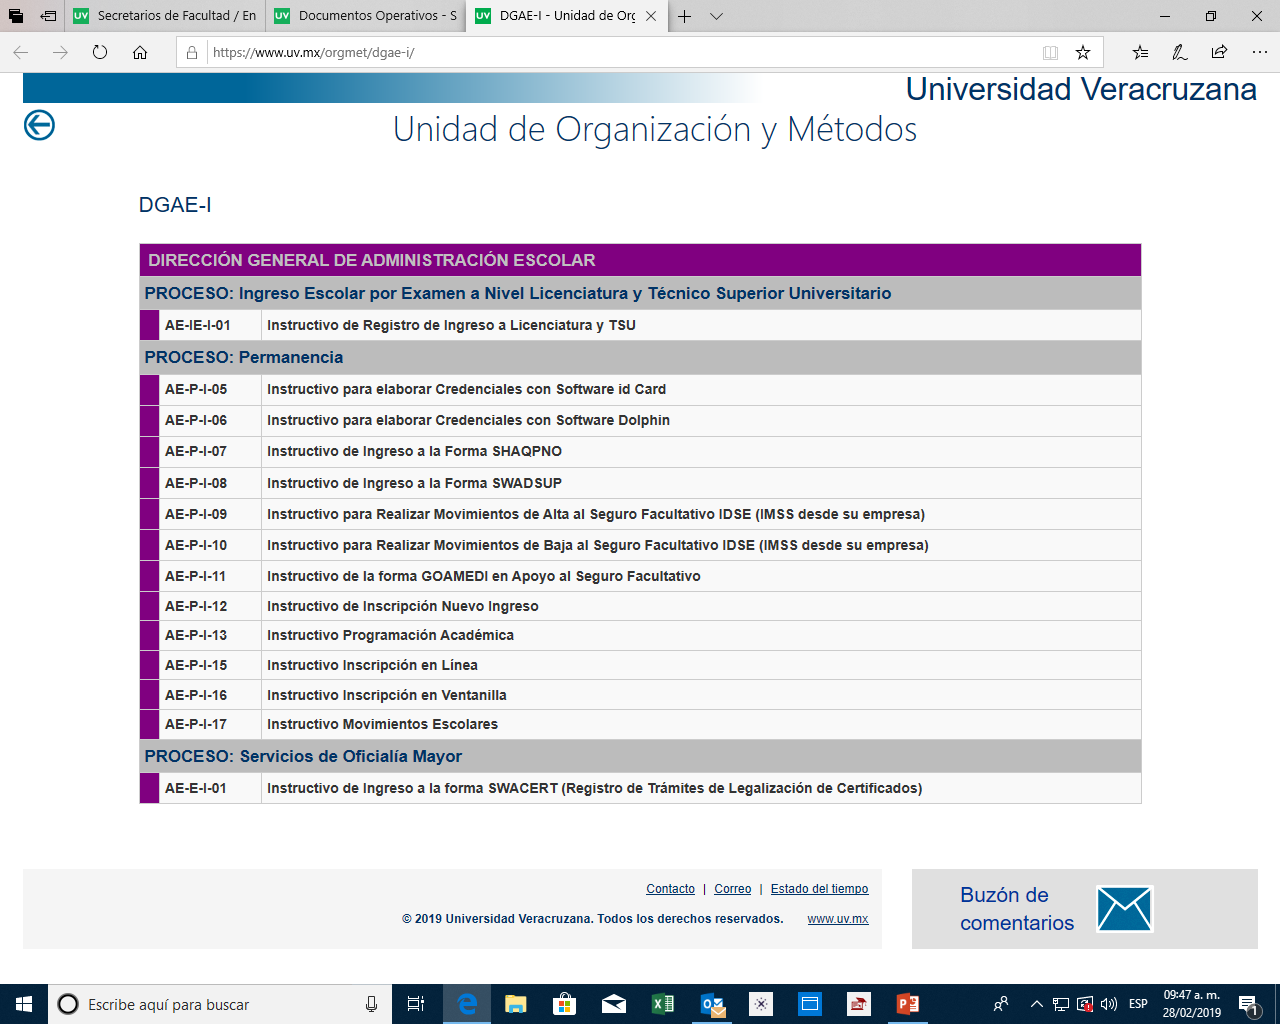 UV Secretarios de Facultad / En
UV Documentos Operativos - S
UV DGAE-I - Unidad de Org
https://www.uv.mx/orgmet/dgae-i/
Universidad Veracruzana
Unidad de Organización y Métodos
DGAE-I
DIRECCIÓN GENERAL DE ADMINISTRACIÓN ESCOLAR
PROCESO: Ingreso Escolar por Examen a Nivel Licenciatura y Técnico Superior Universitario
AE-IE-I-01 Instructivo de Registro de Ingreso a Licenciatura y TSU
PROCESO: Permanencia
AE-P-I-05 Instructivo para elaborar Credenciales con Software id Card
AE-P-I-06 Instructivo para elaborar Credenciales con Software Dolphin
AE-P-I-07 Instructivo de Ingreso a la Forma SHAQPNO
AE-P-I-08 Instructivo de Ingreso a la Forma SWADSUP
AE-P-I-09 Instructivo para Realizar Movimientos de Alta al Seguro Facultativo IDSE (IMSS desde su empresa)
AE-P-I-10 Instructivo para Realizar Movimientos de Baja al Seguro Facultativo IDSE (IMSS desde su empresa)
AE-P-I-11 Instructivo de la forma GOAMEDI en Apoyo al Seguro Facultativo
AE-P-I-12 Instructivo de Inscripción Nuevo Ingreso
AE-P-I-13 Instructivo Programación Académica
AE-P-I-15 Instructivo Inscripción en Línea
AE-P-I-16 Instructivo Inscripción en Ventanilla
AE-P-I-17 Instructivo Movimientos Escolares
PROCESO: Servicios de Oficialía Mayor
AE-E-I-01 Instructivo de Ingreso a la forma SWACERT (Registro de Trámites de Legalización de Certificados)
Contacto | Correo | Estado del tiempo
© 2019 Universidad Veracruzana. Todos los derechos reservados. www.uv.mx
Buzón de
comentarios
Escribe aquí para buscar
ESP
09:47 a. m.
28/02/2019
1